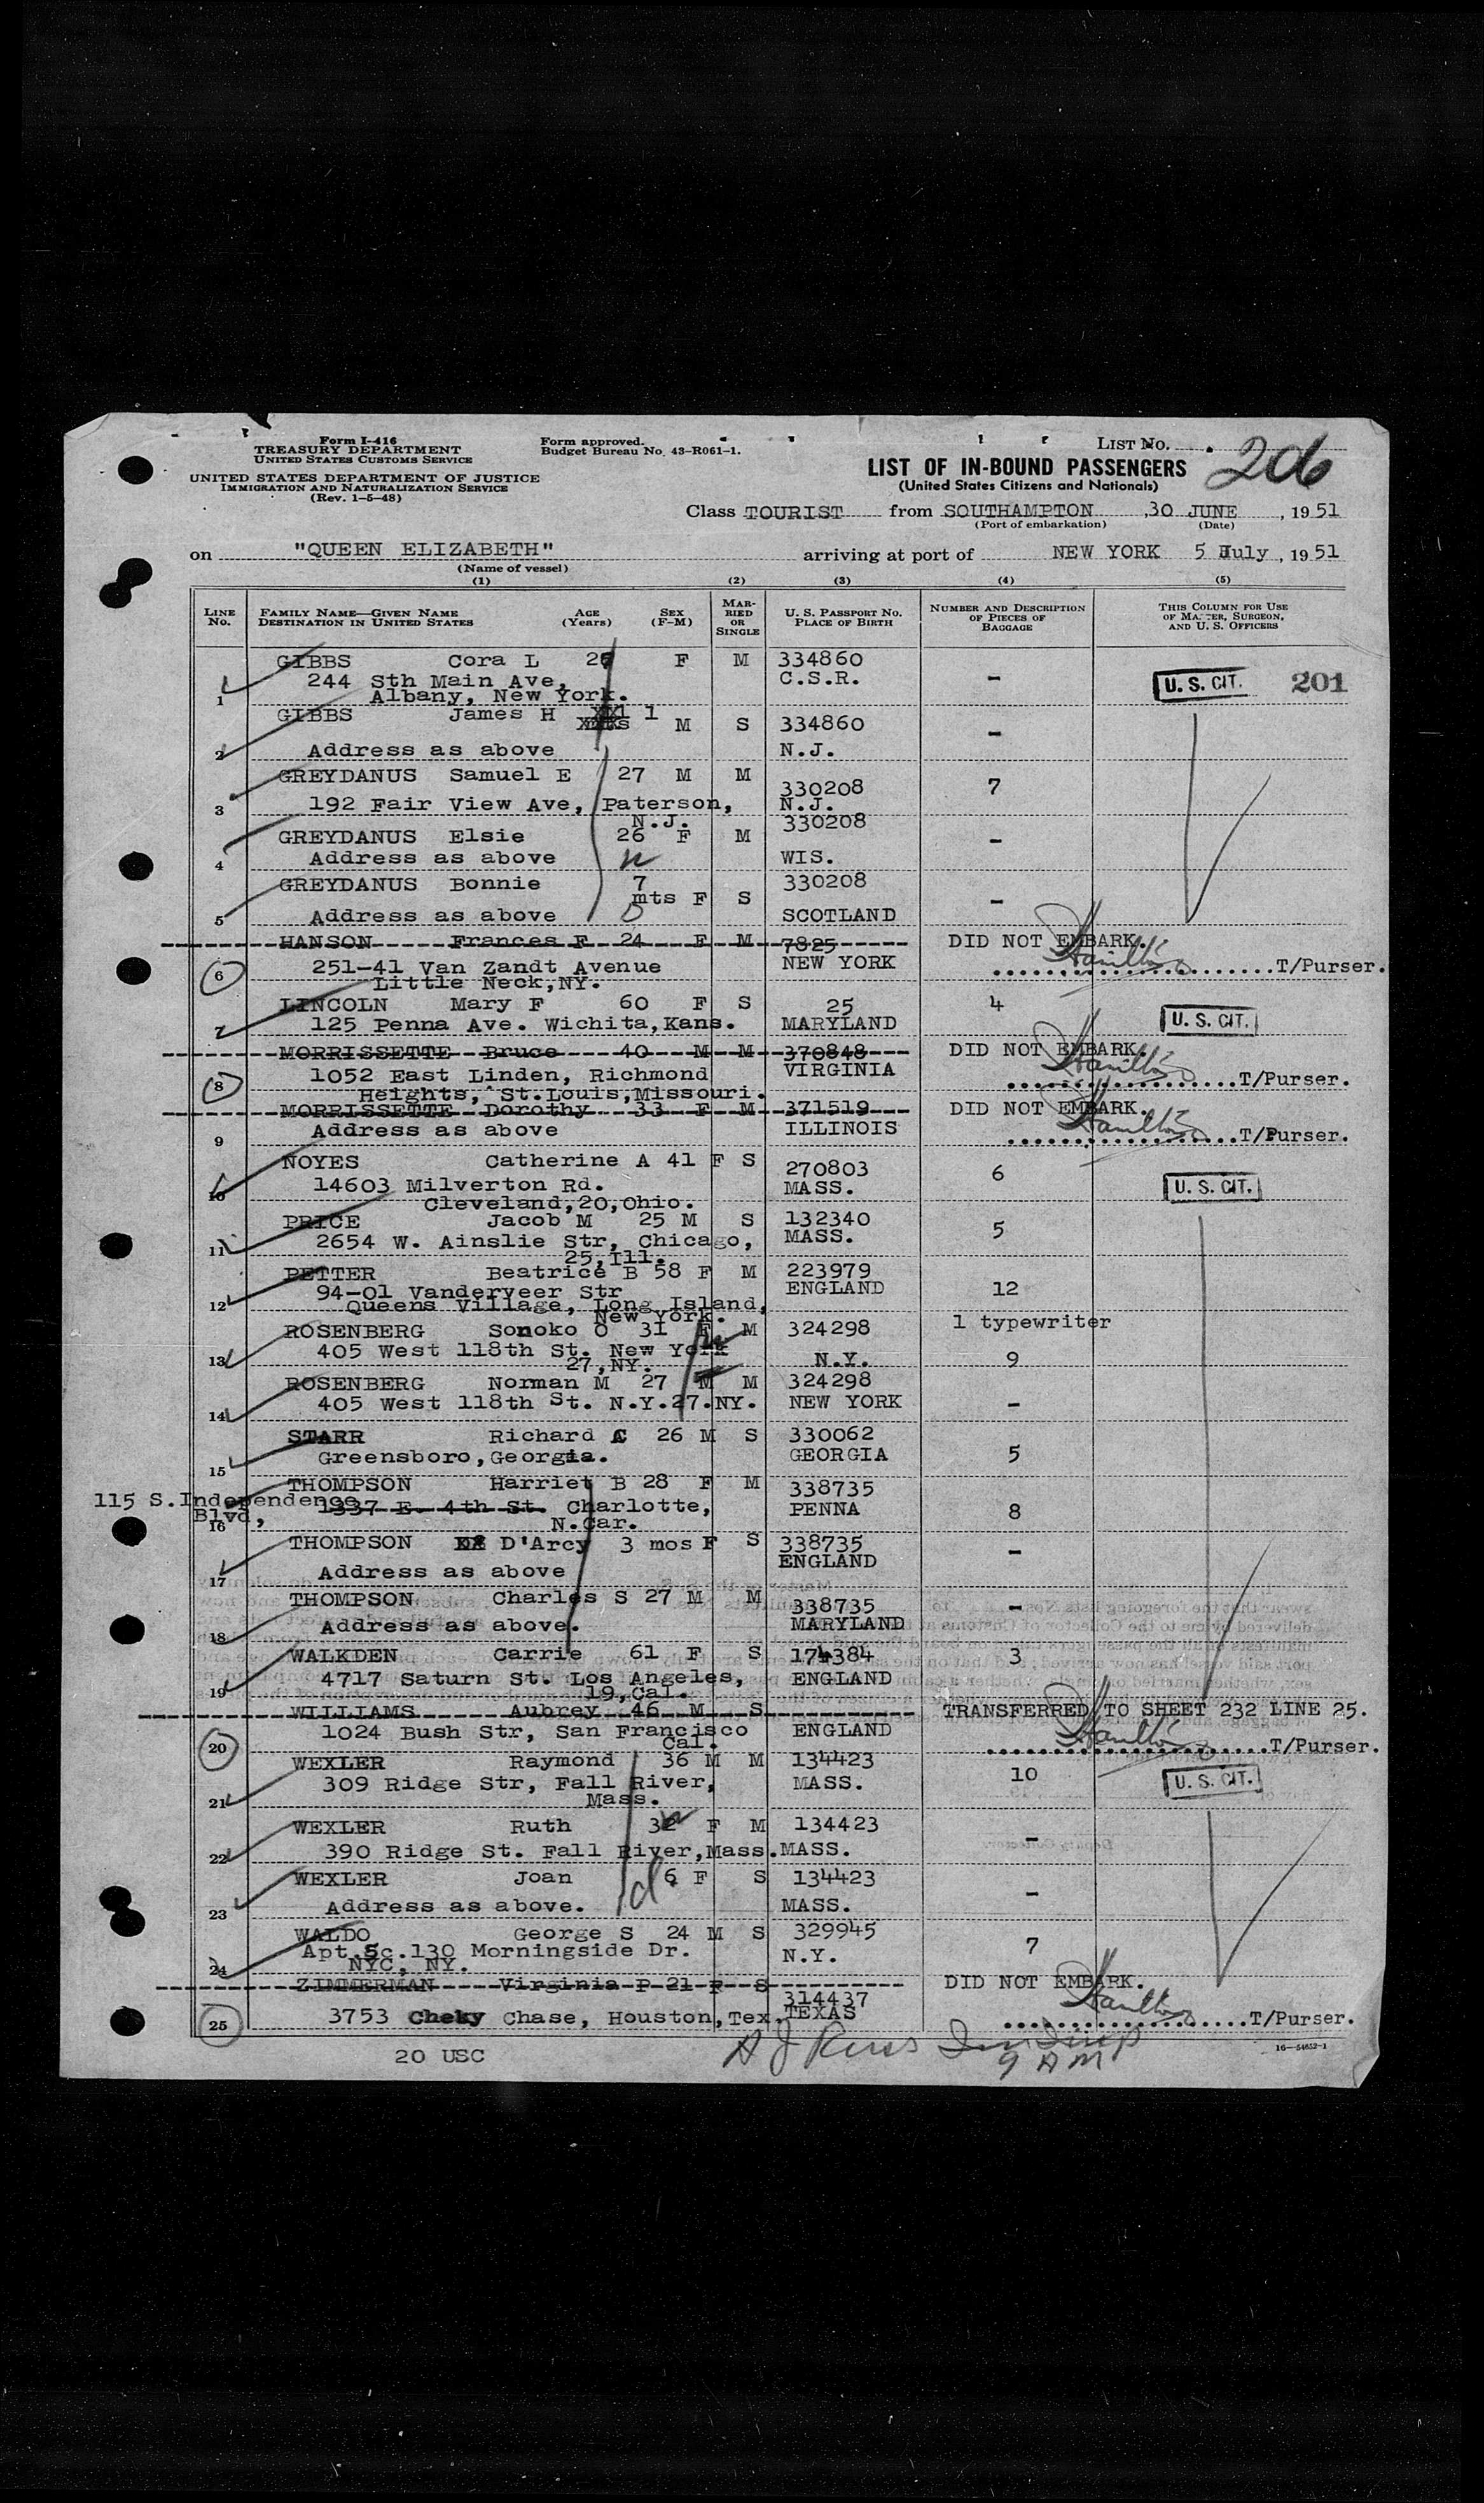 Form I-416
TREASURY DEPARTMENT
UNITED STATES CUSTOMS SERVICE
UNITED STATES DEPARTMENT OF JUSTICE
IMMIGRATION AND NATURALIZATION SERVICE
(Rev. 1-5-48)
Form approved.
Budget Bureau No. 43-R061-1.
LIST NO. 206
LIST OF IN-BOUND PASSENGERS
(United States Citizens and Nationals)
Class TOURIST from SOUTHAMPTON, 30 JUNE, 1951
(Port of embarkation) (Date)
on "QUEEN ELIZABETH" arriving at port of NEW YORK 5 July, 1951
(Name of vessel)
(1) (2) (3) (4) (5)
LINE No. FAMILY NAME—GIVEN NAME DESTINATION IN UNITED STATES AGE (Years) SEX (F-M) MARRIED OR SINGLE U. S. PASSPORT NO. PLACE OF BIRTH NUMBER AND DESCRIPTION OF PIECES OF BAGGAGE THIS COLUMN FOR USE OF MASTER, SURGEON, AND U. S. OFFICERS
GIBBS Cora L F M 334860
244 Sth Main Ave, C.S.R. - U. S. CIT. 201
1 Albany, New York.
GIBBS James H 1 M S 334860 -
2 Address as above N.J.
GREYDANUS Samuel E 27 M M 330208 7
3 192 Fair View Ave, Paterson, N.J. N.J.
GREYDANUS Elsie 26 F M 330208 -
4 Address as above WIS.
GREYDANUS Bonnie 7 mts F S 330208 -
5 Address as above SCOTLAND
HANSON Frances F 24 F M 7825 DID NOT EMBARK.
6 251-41 Van Zandt Avenue NEW YORK Hamilton T/Purser.
Little Neck, NY.
LINCOLN Mary F 60 F S 25 4
7 125 Penna Ave. Wichita, Kans. MARYLAND U. S. CIT.
MORRISSETTE Bruce 40 M M 370848 DID NOT EMBARK.
8 1052 East Linden, Richmond VIRGINIA Hamilton T/Purser.
Heights, St.Louis, Missouri.
MORRISSETTE Dorothy 33 F M 371519 DID NOT EMBARK.
9 Address as above ILLINOIS Hamilton T/Purser.
NOYES Catherine A 41 F S 270803 6
10 14603 Milverton Rd. MASS. U. S. CIT.
Cleveland, 20, Ohio.
PRICE Jacob M 25 M S 132340 5
11 2654 W. Ainslie Str, Chicago, MASS.
25, Ill.
PETTER Beatrice B 58 F M 223979
12 94-01 Vanderveer Str ENGLAND 12
Queens Village, Long Island,
New York.
ROSENBERG Sonoko O 31 F M 324298 1 typewriter
13 405 West 118th St. New York N.Y. 9
27, NY.
ROSENBERG Norman M 27 M M 324298
14 405 West 118th St. N.Y.27.NY. NEW YORK -
STARR Richard C 26 M S 330062
15 Greensboro, Georgia. GEORGIA 5
THOMPSON Harriet B 28 F M 338735
115 S.Independence Blvd,
16 1337 E. 4th St. Charlotte, PENNA 8
N.Car.
THOMPSON D'Arcy 3 mos F S 338735 -
17 Address as above ENGLAND
THOMPSON Charles S 27 M M 338735 -
18 Address as above. MARYLAND
WALKDEN Carrie 61 F S 174384 3
19 4717 Saturn St. Los Angeles, ENGLAND
19, Cal.
WILLIAMS Aubrey 46 M S TRANSFERRED TO SHEET 232 LINE 25.
20 1024 Bush Str, San Francisco ENGLAND Hamilton T/Purser.
Cal.
WEXLER Raymond 36 M M 134423 10
21 309 Ridge Str, Fall River, MASS. U. S. CIT.
Mass.
WEXLER Ruth 32 F M 134423 -
22 390 Ridge St. Fall River, Mass. MASS.
WEXLER Joan 6 F S 134423 -
23 Address as above. MASS.
WALDO George S 24 M S 329945 7
24 Apt.5c.130 Morningside Dr. N.Y.
NYC, NY.
ZIMMERMAN Virginia P 21 F S 314437 DID NOT EMBARK.
25 3753 Cheky Chase, Houston, Tex. TEXAS Hamilton T/Purser.
20 USC
9 AM
16—54652-1